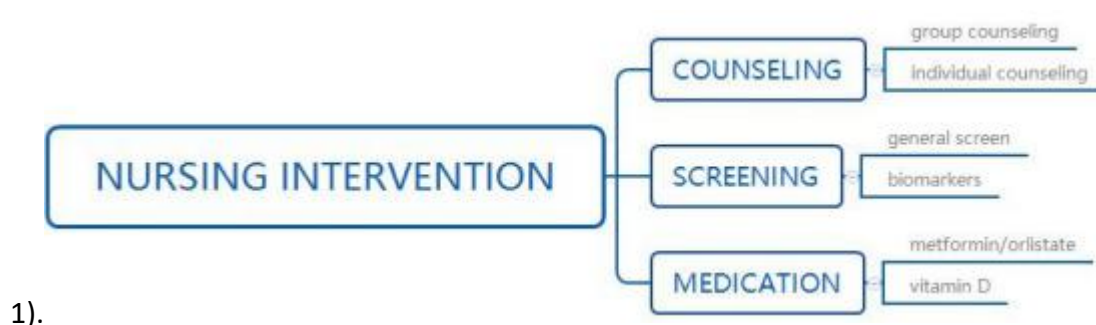 group counseling
COUNSELING
individual counseling
general screen
NURSING INTERVENTION
SCREENING
biomarkers
metformin/orlistate
MEDICATION
vitamin D
1).